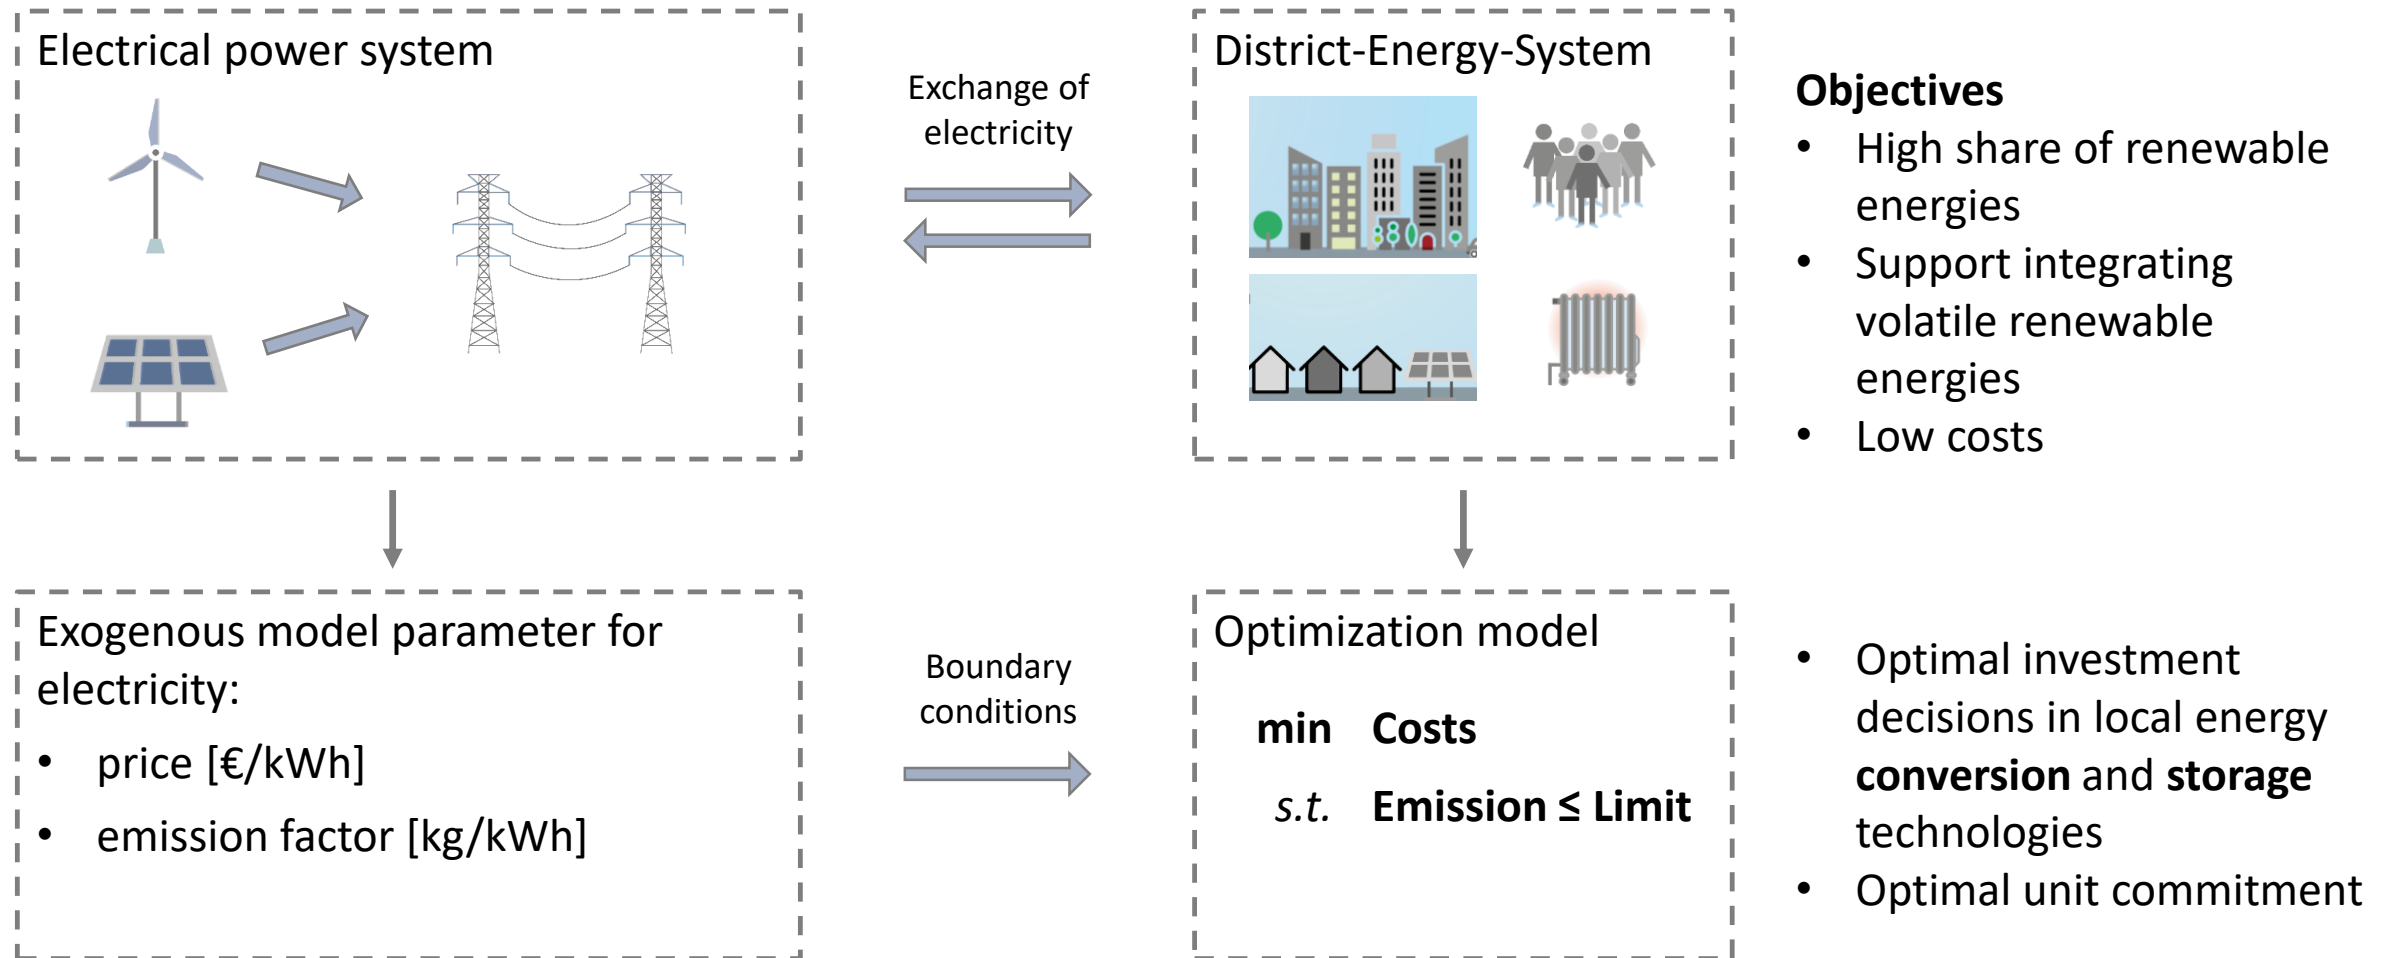 Electrical power system
Exchange of
electricity
District-Energy-System
Objectives
• High share of renewable
energies
• Support integrating
volatile renewable
energies
• Low costs
Exogenous model parameter for
electricity:
• price [€/kWh]
• emission factor [kg/kWh]
Boundary
conditions
Optimization model
min Costs
s.t. Emission ≤ Limit
• Optimal investment
decisions in local energy
conversion and storage
technologies
• Optimal unit commitment